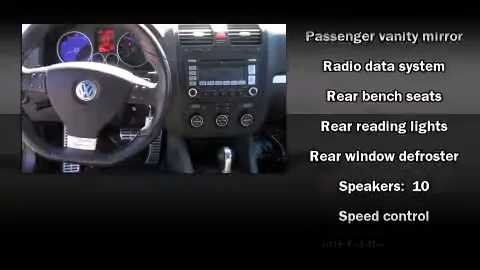 Passenger vanity mirror
Radio data system
Rear bench seats
Rear reading lights
Rear window defroster
Speakers: 10
Speed control